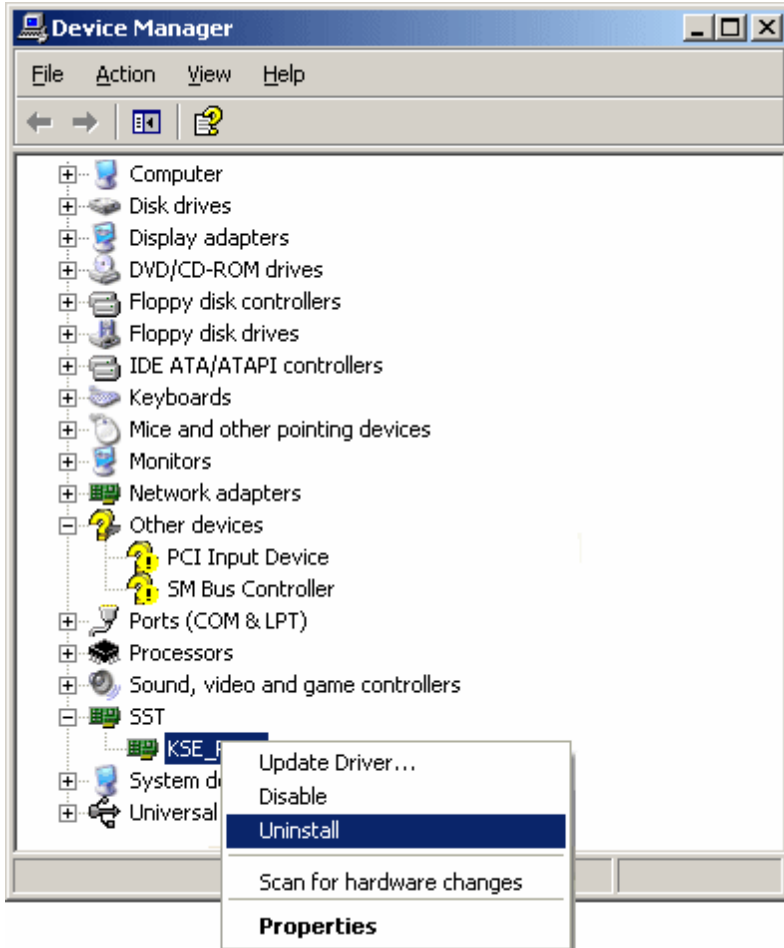 Device Manager
File Action View Help
Computer
Disk drives
Display adapters
DVD/CD-ROM drives
Floppy disk controllers
Floppy disk drives
IDE ATA/ATAPI controllers
Keyboards
Mice and other pointing devices
Monitors
Network adapters
Other devices
PCI Input Device
SM Bus Controller
Ports (COM & LPT)
Processors
Sound, video and game controllers
SST
KSE_
System d
Universal
Update Driver...
Disable
Uninstall
Scan for hardware changes
Properties